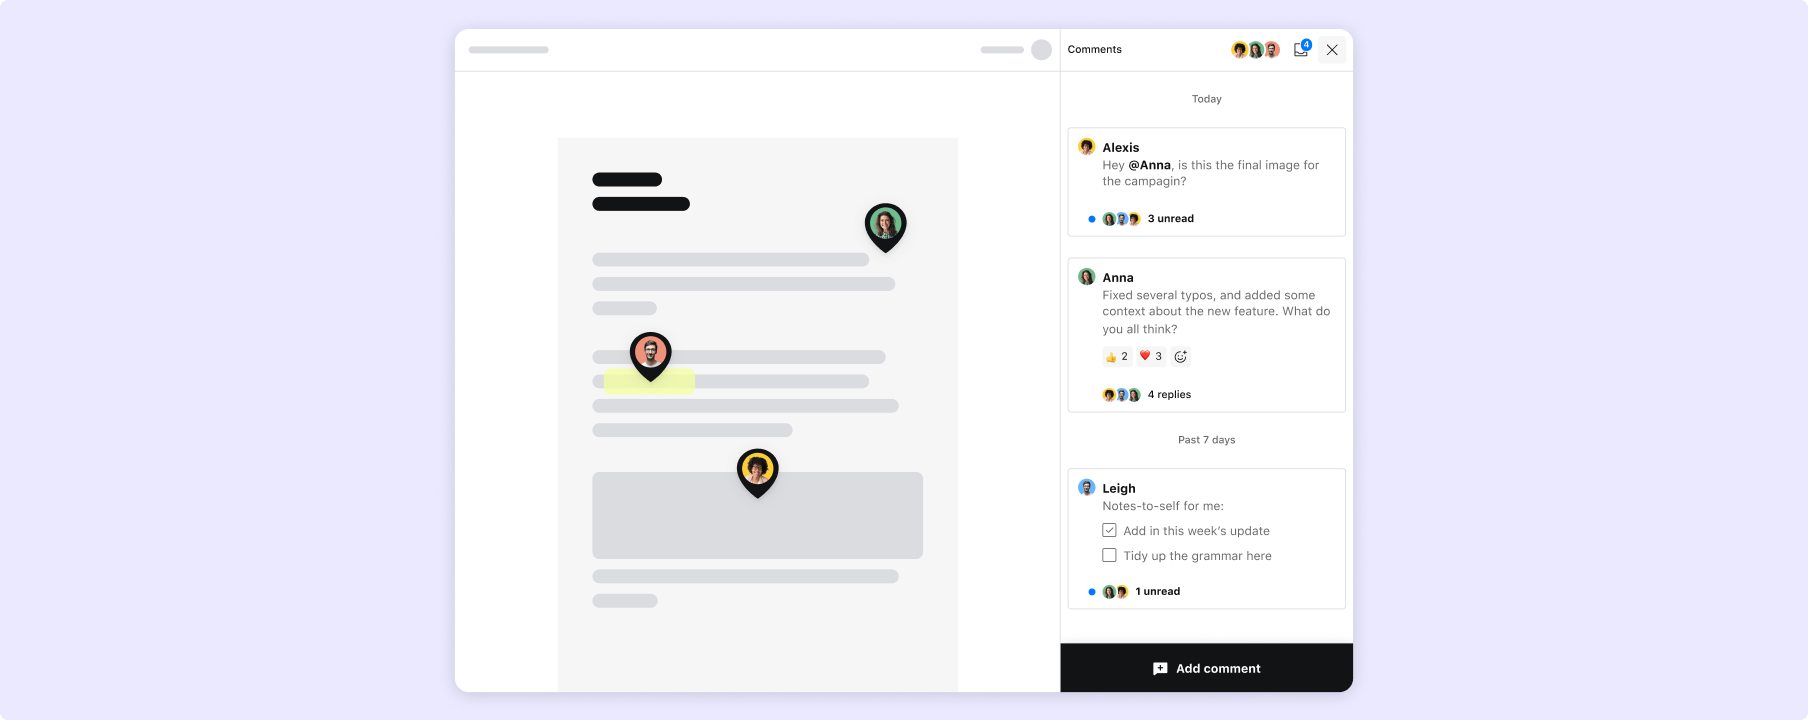 Comments
4
Today
Alexis
Hey @Anna, is this the final image for
the campagin?
3 unread
Anna
Fixed several typos, and added some
context about the new feature. What do
you all think?
👍 2 ❤️ 3
4 replies
Past 7 days
Leigh
Notes-to-self for me:
Add in this week's update
Tidy up the grammar here
1 unread
Add comment